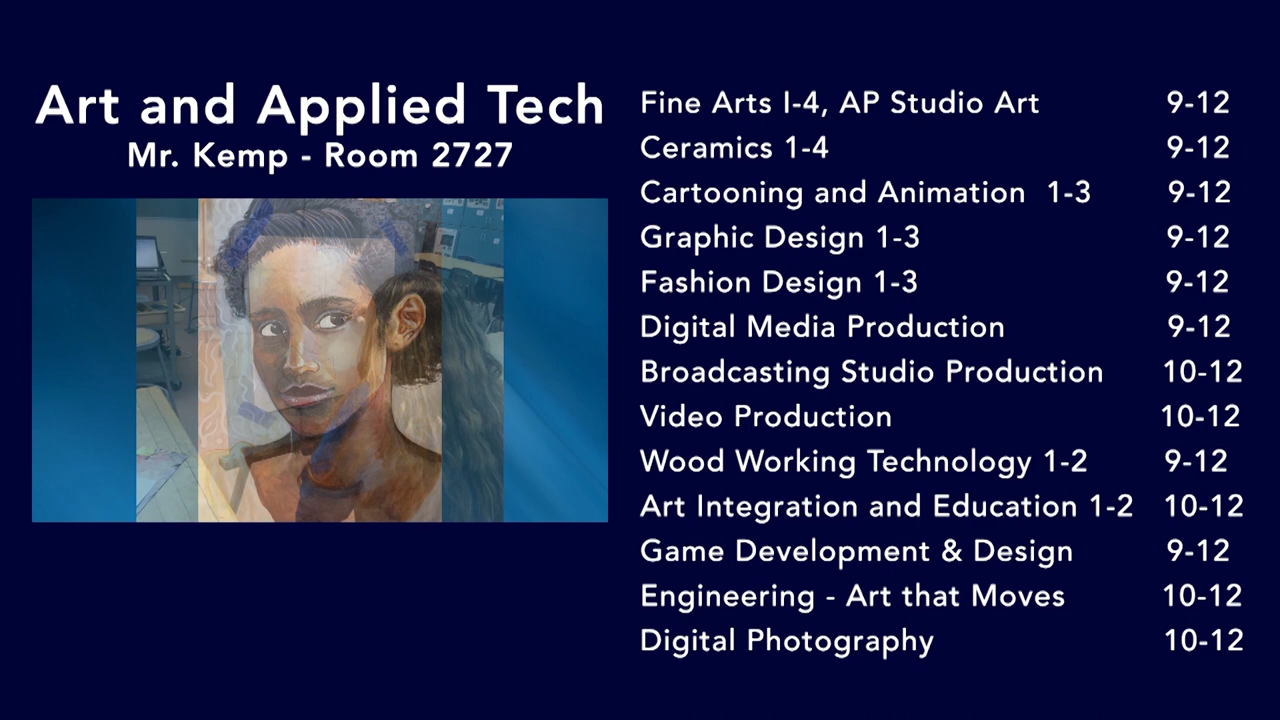 Art and Applied Tech
Mr. Kemp - Room 2727
Fine Arts I-4, AP Studio Art 9-12
Ceramics 1-4 9-12
Cartooning and Animation 1-3 9-12
Graphic Design 1-3 9-12
Fashion Design 1-3 9-12
Digital Media Production 9-12
Broadcasting Studio Production 10-12
Video Production 10-12
Wood Working Technology 1-2 9-12
Art Integration and Education 1-2 10-12
Game Development & Design 9-12
Engineering - Art that Moves 10-12
Digital Photography 10-12